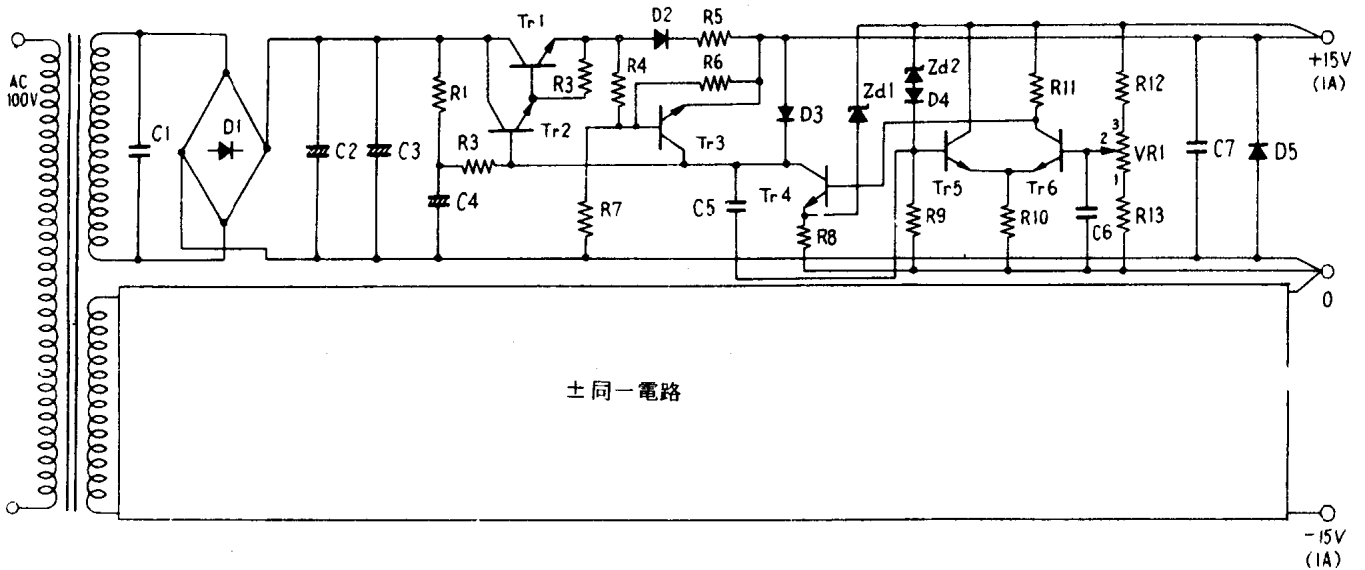 Tr1
D2
R5
AC
100V
C1
D1
C2
C3
R1
R3
C4
R3
Tr2
R4
R6
Tr3
R7
D3
C5
Tr4
R8
Zd1
Zd2
D4
R9
Tr5
R10
R11
Tr6
C6
R12
3
2
VR1
1
R13
C7
D5
+15V
(1A)
0
±同一電路
-15V
(1A)